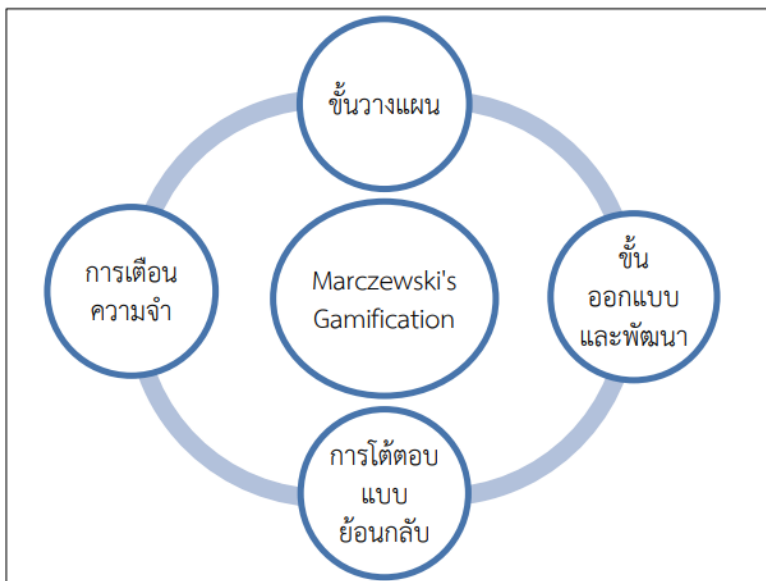 ขั้นวางแผน
การเตือน
ความจำ
Marczewski's
Gamification
ขั้น
ออกแบบ
และพัฒนา
การโต้ตอบ
แบบ
ย้อนกลับ